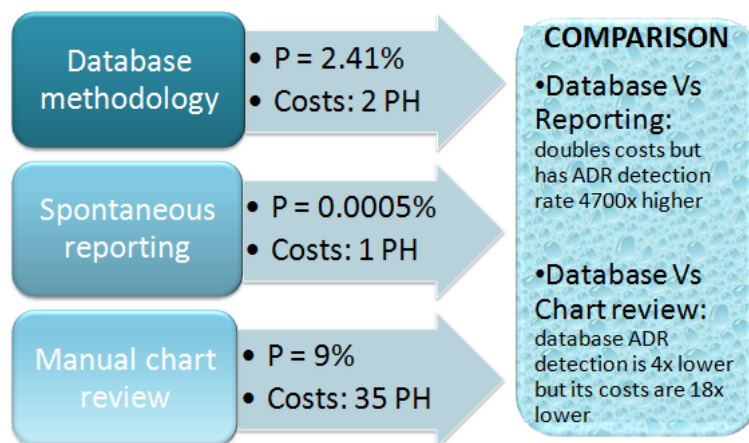 Database
methodology
• P = 2.41%
• Costs: 2 PH
Spontaneous
reporting
• P = 0.0005%
• Costs: 1 PH
Manual chart
review
• P = 9%
• Costs: 35 PH
COMPARISON
•Database Vs
Reporting:
doubles costs but
has ADR detection
rate 4700x higher
•Database Vs
Chart review:
database ADR
detection is 4x lower
but its costs are 18x
lower